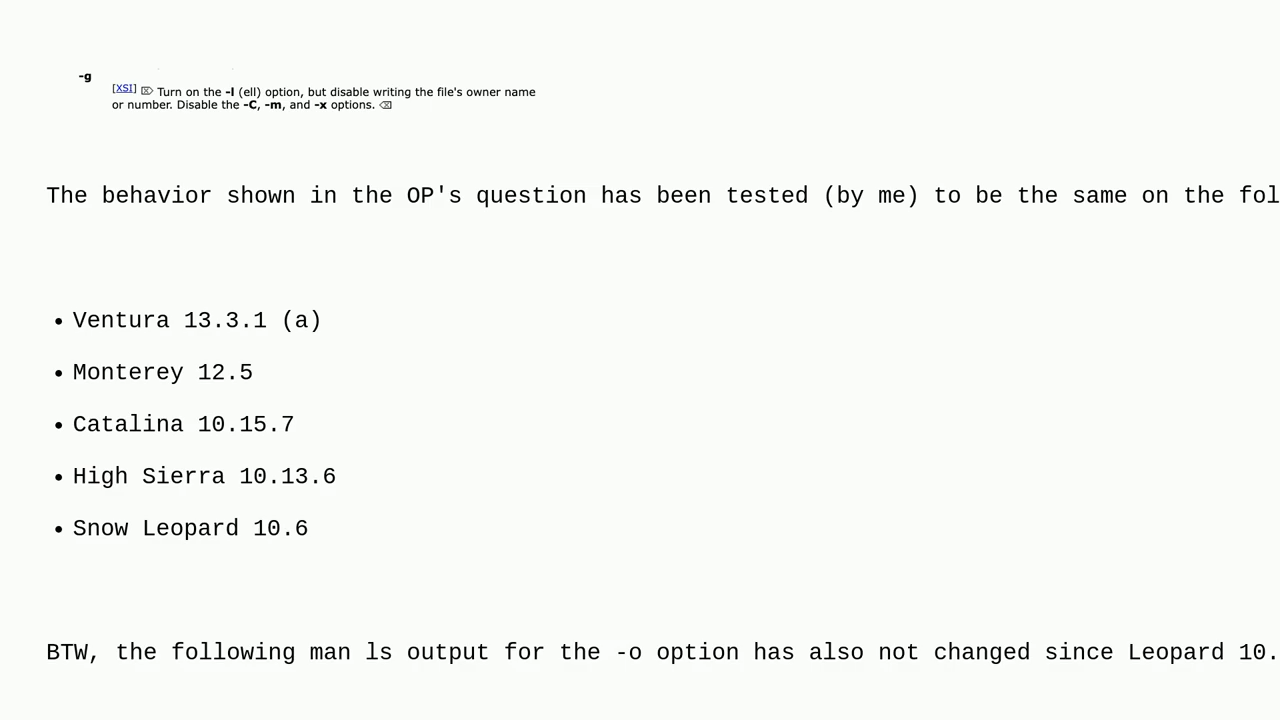 -g
[XSI] ⌦ Turn on the -l (ell) option, but disable writing the file's owner name
or number. Disable the -C, -m, and -x options. ⌫
The behavior shown in the OP's question has been tested (by me) to be the same on the fol
• Ventura 13.3.1 (a)
• Monterey 12.5
• Catalina 10.15.7
• High Sierra 10.13.6
• Snow Leopard 10.6
BTW, the following man ls output for the -o option has also not changed since Leopard 10.